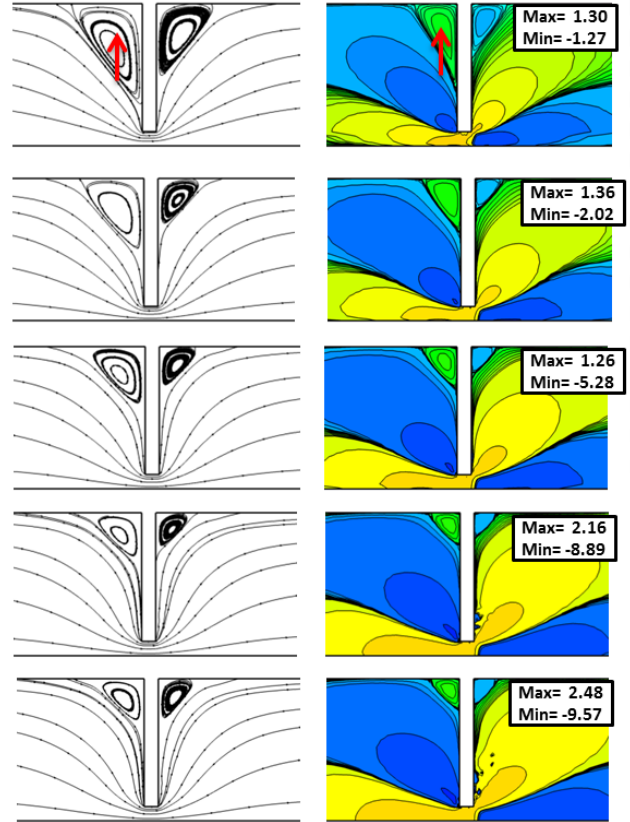 Max= 1.30
Min= -1.27
Max= 1.36
Min= -2.02
Max= 1.26
Min= -5.28
Max= 2.16
Min= -8.89
Max= 2.48
Min= -9.57